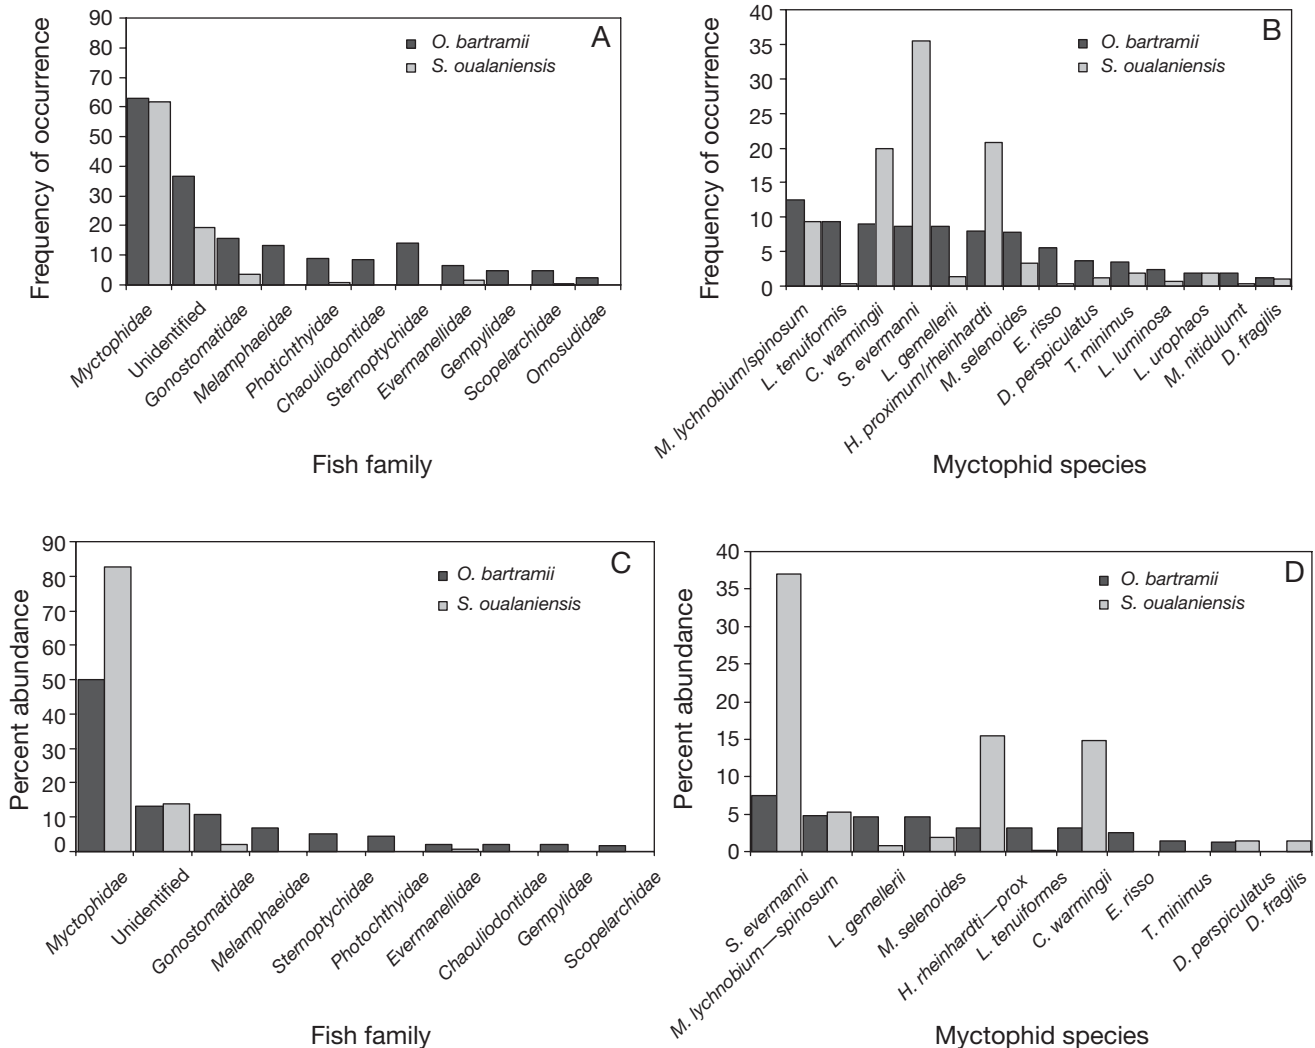 A
Frequency of occurrence
90
80
70
60
50
40
30
20
10
0
O. bartramii
S. oualaniensis
Myctophidae
Unidentified
Gonostomatidae
Melamphaeidae
Photichthyidae
Chaouliodontidae
Sternoptychidae
Evermanellidae
Gempylidae
Scopelarchidae
Omosudidae
Fish family
B
Frequency of occurrence
40
35
30
25
20
15
10
5
0
O. bartramii
S. oualaniensis
M. lychnobium/spinosum
L. tenuiformis
C. warmingii
S. evermanni
L. gemellerii
H. proximum/rheinhardti
M. selenoides
E. risso
D. perspiculatus
T. minimus
L. luminosa
L. urophaos
M. nitidulumt
D. fragilis
Myctophid species
C
Percent abundance
90
80
70
60
50
40
30
20
10
0
O. bartramii
S. oualaniensis
Myctophidae
Unidentified
Gonostomatidae
Melamphaeidae
Sternoptychidae
Photochthyidae
Evermanellidae
Chaouliodontidae
Gempylidae
Scopelarchidae
Fish family
D
Percent abundance
40
35
30
25
20
15
10
5
0
O. bartramii
S. oualaniensis
S. evermanni
M. lychnobium—spinosum
L. gemellerii
M. selenoides
H. rheinhardti—prox
L. tenuiformes
C. warmingii
E. risso
T. minimus
D. perspiculatus
D. fragilis
Myctophid species